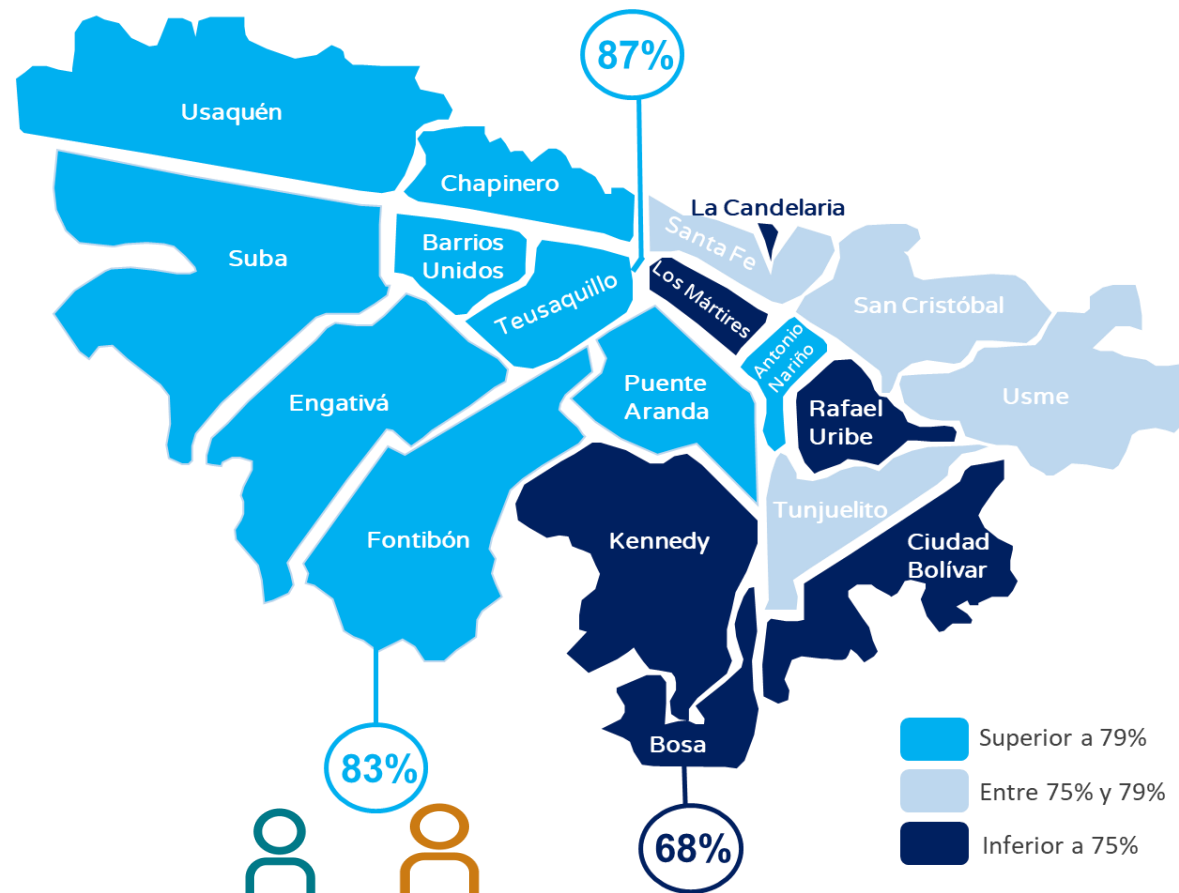 87%
Usaquén
Chapinero
La Candelaria
Santa Fe
Suba
Barrios
Unidos
Teusaquillo
Los Mártires
San Cristóbal
Antonio
Nariño
Engativá
Puente
Aranda
Rafael
Uribe
Usme
Fontibón
Kennedy
Tunjuelito
Ciudad
Bolívar
Bosa
83%
68%
Superior a 79%
Entre 75% y 79%
Inferior a 75%